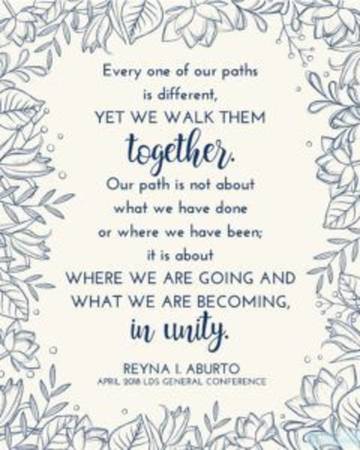 Every one of our paths
is different,
YET WE WALK THEM
together.
Our path is not about
what we have done
or where we have been;
it is about
WHERE WE ARE GOING AND
WHAT WE ARE BECOMING,
in unity.
REYNA I. ABURTO
APRIL 2018 LDS GENERAL CONFERENCE